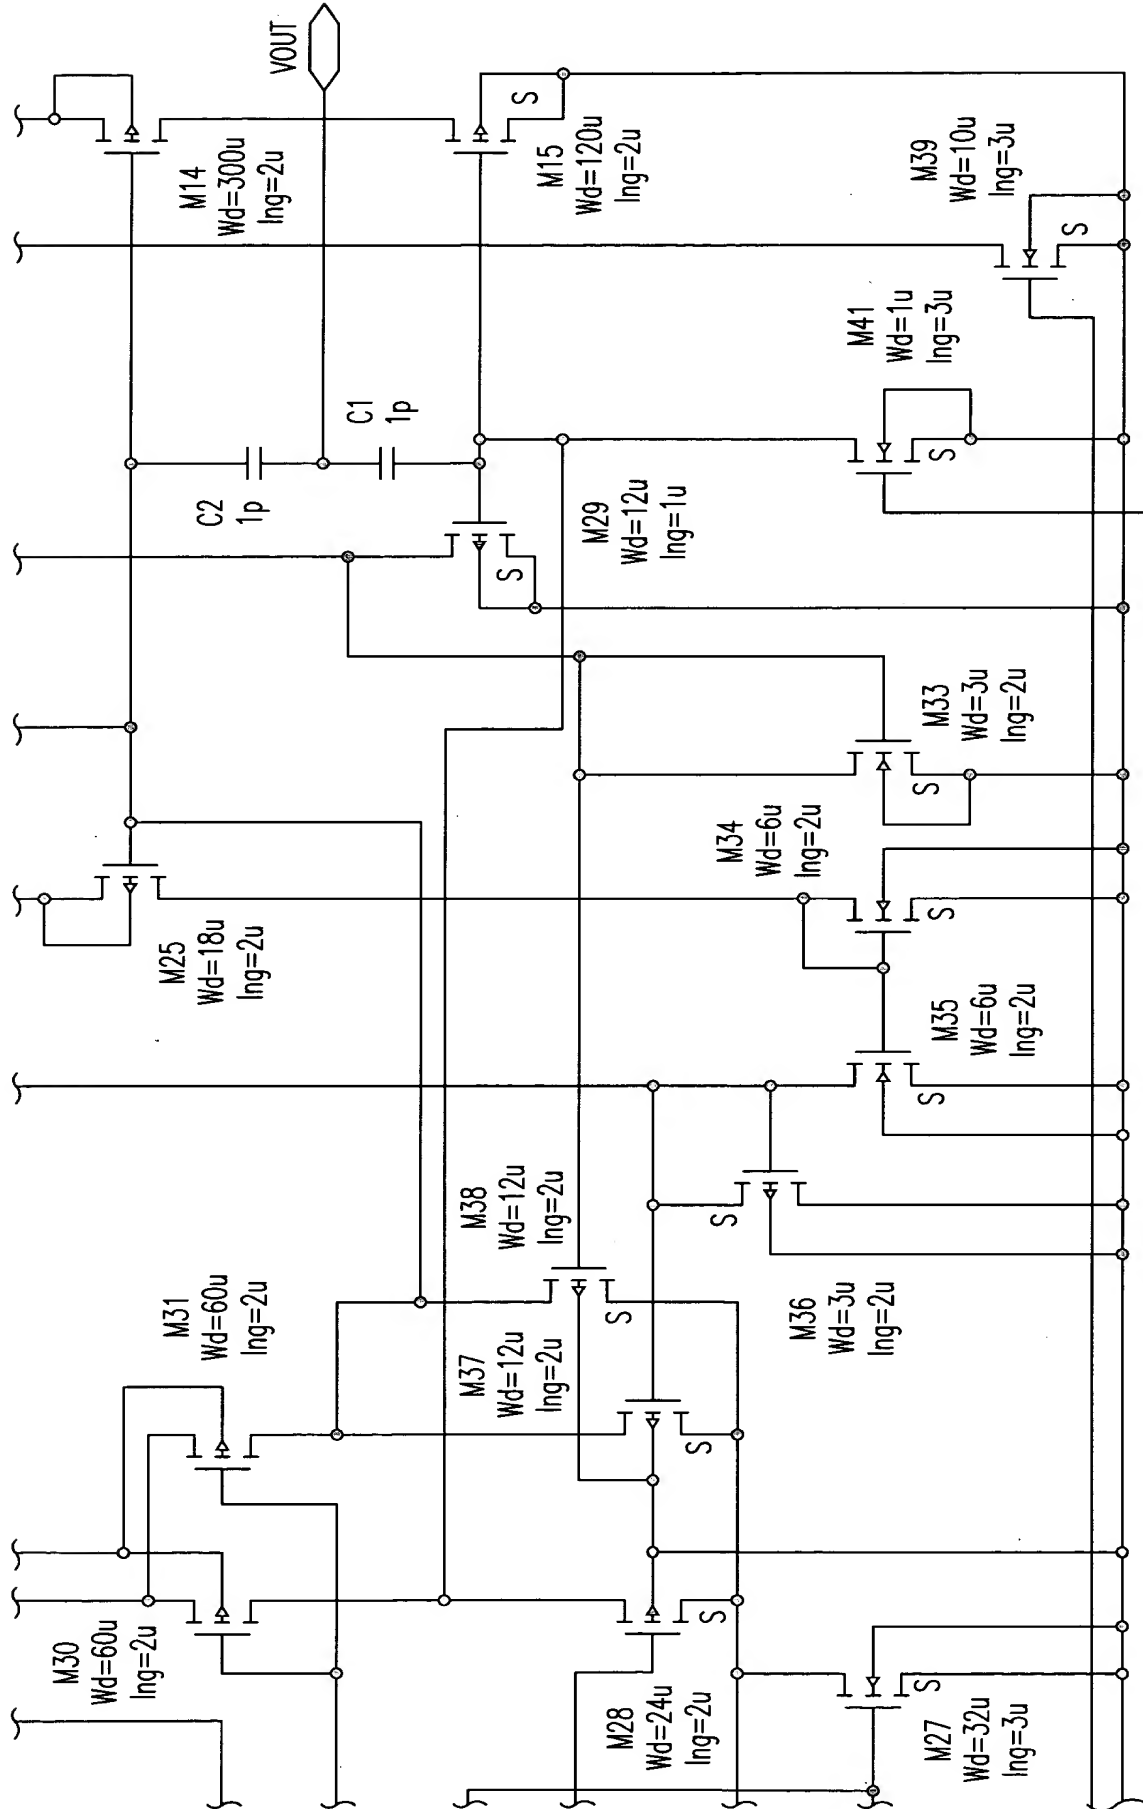 VOUT
M14
Wd=300u
lng=2u
S
M15
Wd=120u
lng=2u
M39
Wd=10u
lng=3u
S
C2
1p
C1
1p
M41
Wd=1u
lng=3u
S
M29
Wd=12u
lng=1u
S
M33
Wd=3u
lng=2u
S
M34
Wd=6u
lng=2u
S
M25
Wd=18u
lng=2u
M35
Wd=6u
lng=2u
S
M38
Wd=12u
lng=2u
S
M36
Wd=3u
lng=2u
S
M31
Wd=60u
lng=2u
M37
Wd=12u
lng=2u
S
M30
Wd=60u
lng=2u
M28
Wd=24u
lng=2u
S
M27
Wd=32u
lng=3u
S